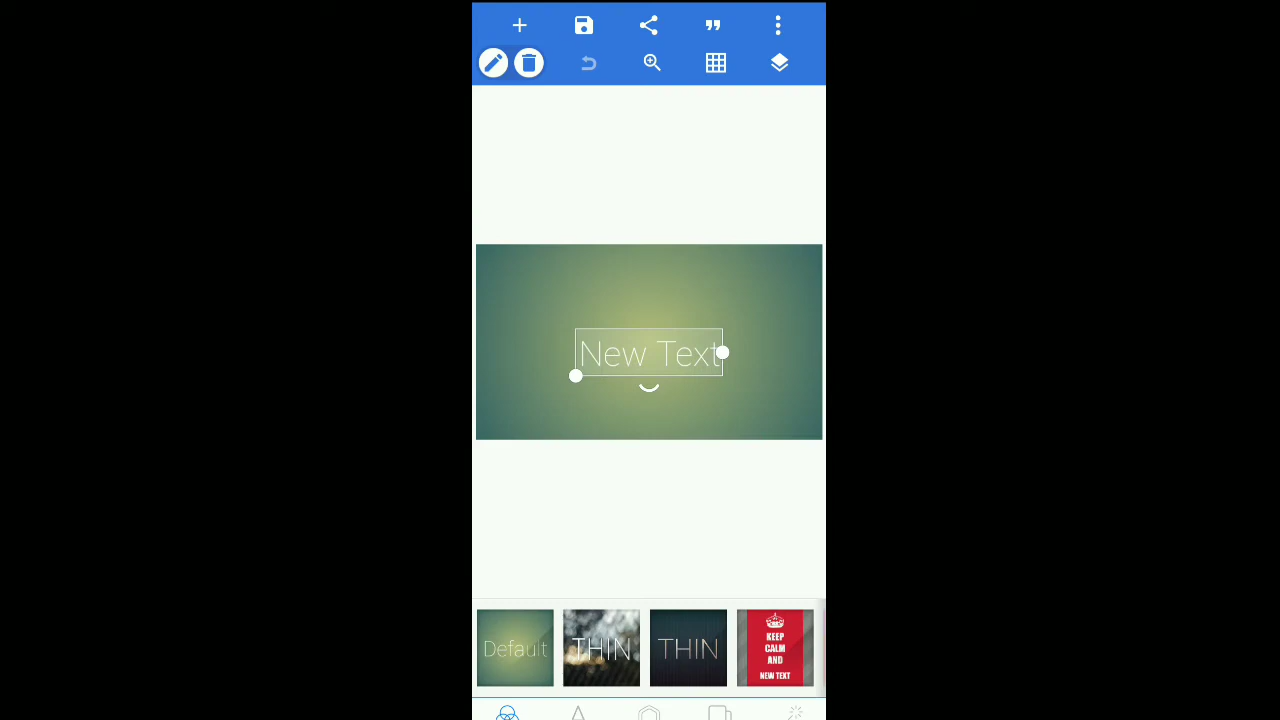 New Text
Default
THIN
THIN
KEEP
CALM
AND
NEW TEXT